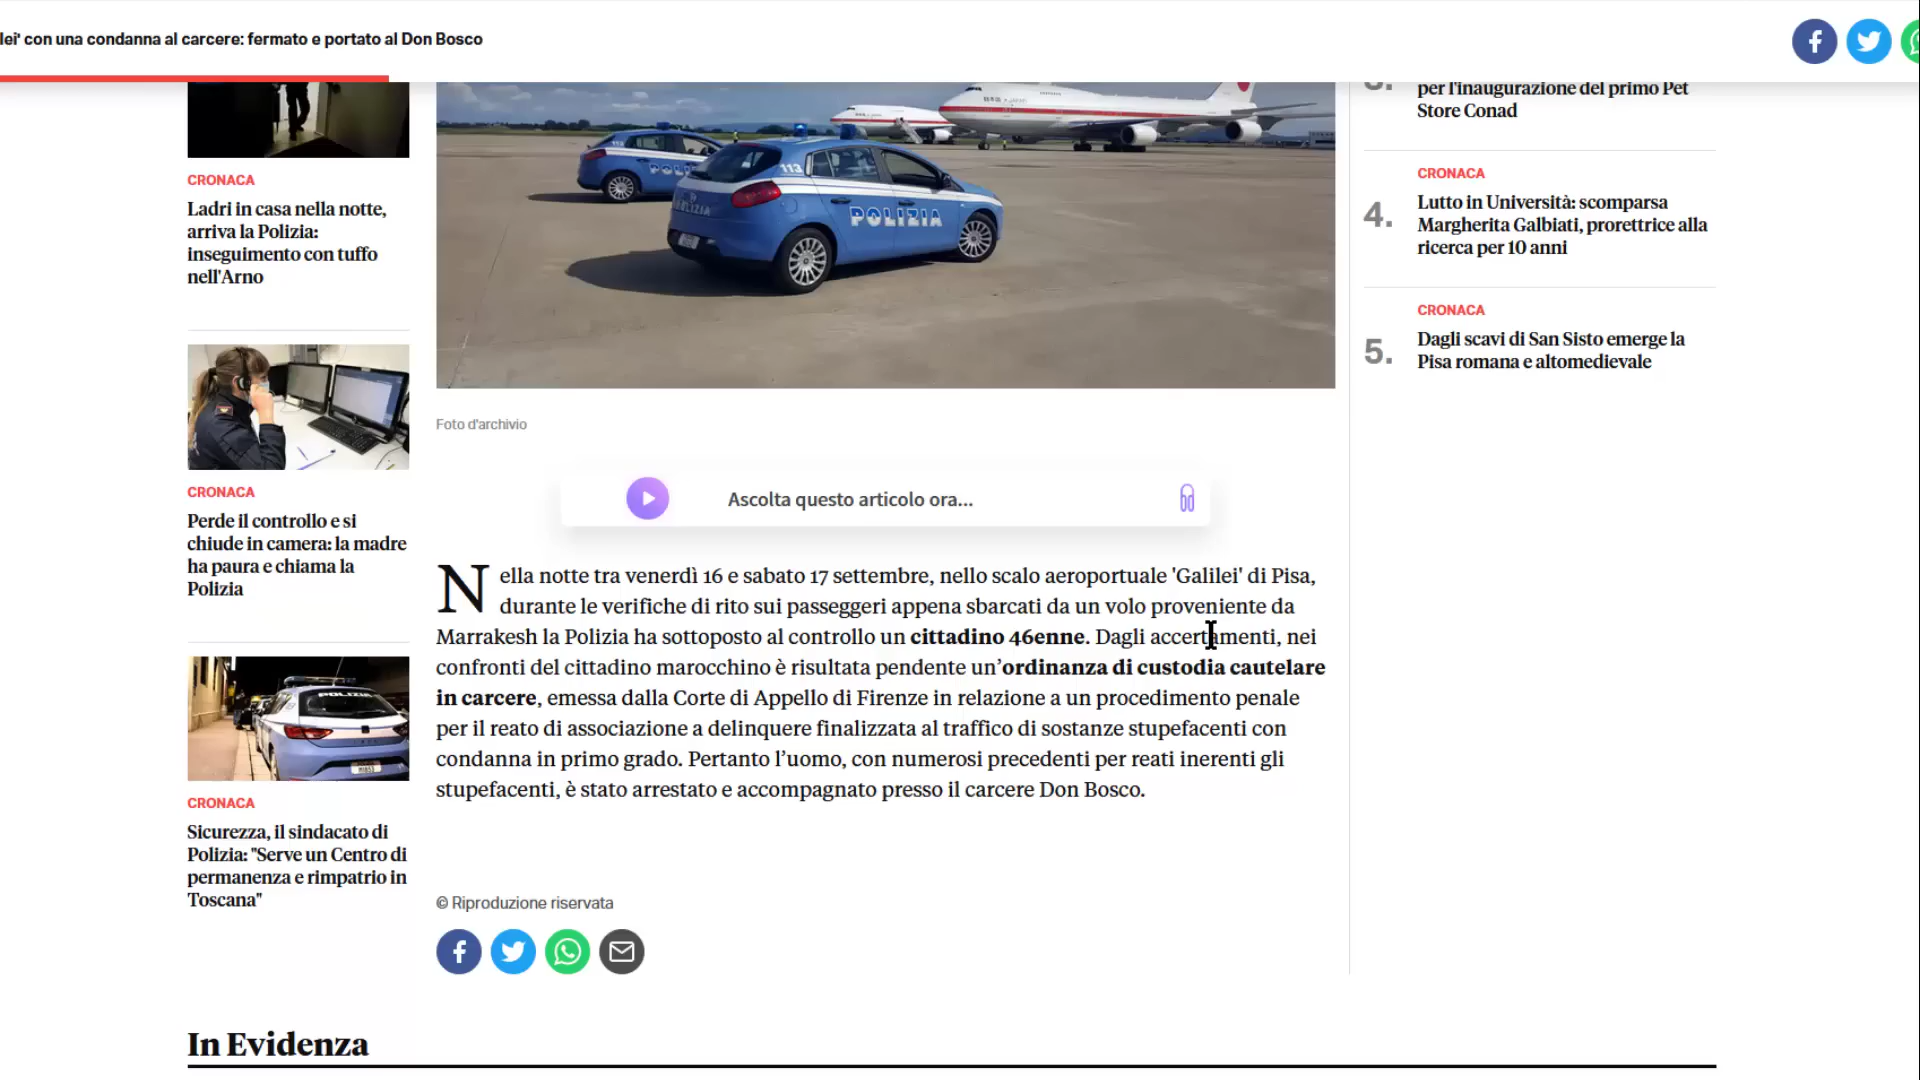 lei' con una condanna al carcere: fermato e portato al Don Bosco
CRONACA
Ladri in casa nella notte,
arriva la Polizia:
inseguimento con tuffo
nell'Arno
CRONACA
Perde il controllo e si
chiude in camera: la madre
ha paura e chiama la
Polizia
POLIZIA
CRONACA
Sicurezza, il sindacato di
Polizia: "Serve un Centro di
permanenza e rimpatrio in
Toscana"
113
POLIZIA
POLIZIA
Foto d'archivio
Ascolta questo articolo ora...
Nella notte tra venerdì 16 e sabato 17 settembre, nello scalo aeroportuale 'Galilei' di Pisa,
durante le verifiche di rito sui passeggeri appena sbarcati da un volo proveniente da
Marrakesh la Polizia ha sottoposto al controllo un cittadino 46enne. Dagli accertamenti, nei
confronti del cittadino marocchino è risultata pendente un’ordinanza di custodia cautelare
in carcere, emessa dalla Corte di Appello di Firenze in relazione a un procedimento penale
per il reato di associazione a delinquere finalizzata al traffico di sostanze stupefacenti con
condanna in primo grado. Pertanto l’uomo, con numerosi precedenti per reati inerenti gli
stupefacenti, è stato arrestato e accompagnato presso il carcere Don Bosco.
© Riproduzione riservata
per l'inaugurazione del primo Pet
Store Conad
CRONACA
4.
Lutto in Università: scomparsa
Margherita Galbiati, prorettrice alla
ricerca per 10 anni
CRONACA
5.
Dagli scavi di San Sisto emerge la
Pisa romana e altomedievale
In Evidenza